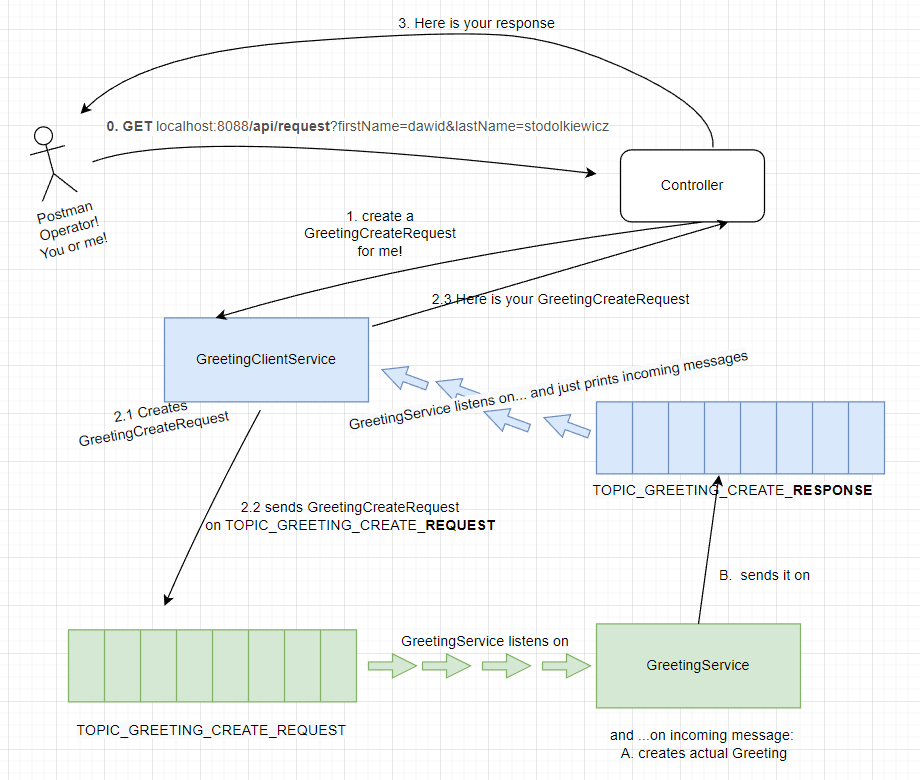 3. Here is your response
0. GET localhost:8088/api/request?firstName=dawid&lastName=stodolkiewicz
Controller
Postman
Operator!
You or me!
1. create a
GreetingCreateRequest
for me!
2.3 Here is your GreetingCreateRequest
GreetingClientService
GreetingService listens on... and just prints incoming messages
2.1 Creates
GreetingCreateRequest
TOPIC_GREETING_CREATE_RESPONSE
2.2 sends GreetingCreateRequest
on TOPIC_GREETING_CREATE_REQUEST
B. sends it on
GreetingService listens on
GreetingService
TOPIC_GREETING_CREATE_REQUEST
and ...on incoming message:
A. creates actual Greeting